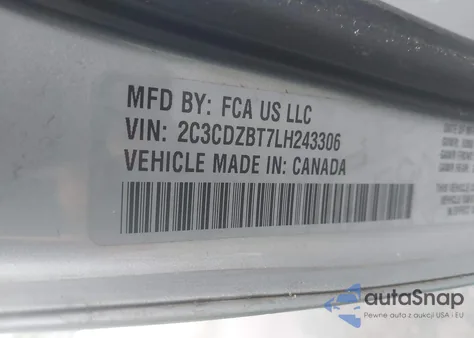 MFD BY: FCA US LLC
VIN: 2C3CDZBT7LH243306
VEHICLE MADE IN: CANADA
autoSnap
Pewne auta z aukcji USA i EU